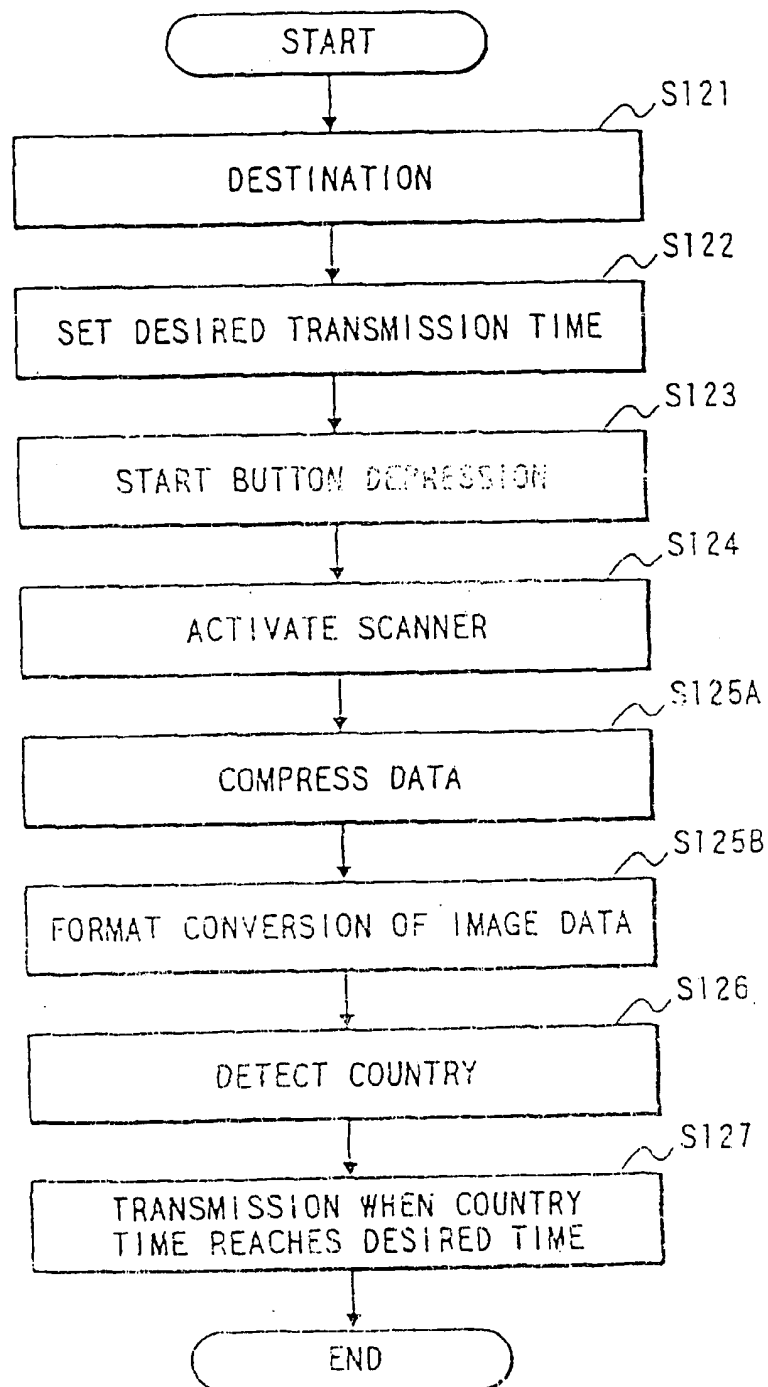 START
S121
DESTINATION
S122
SET DESIRED TRANSMISSION TIME
S123
START BUTTON DEPRESSION
S124
ACTIVATE SCANNER
S125A
COMPRESS DATA
S125B
FORMAT CONVERSION OF IMAGE DATA
S126
DETECT COUNTRY
S127
TRANSMISSION WHEN COUNTRY
TIME REACHES DESIRED TIME
END